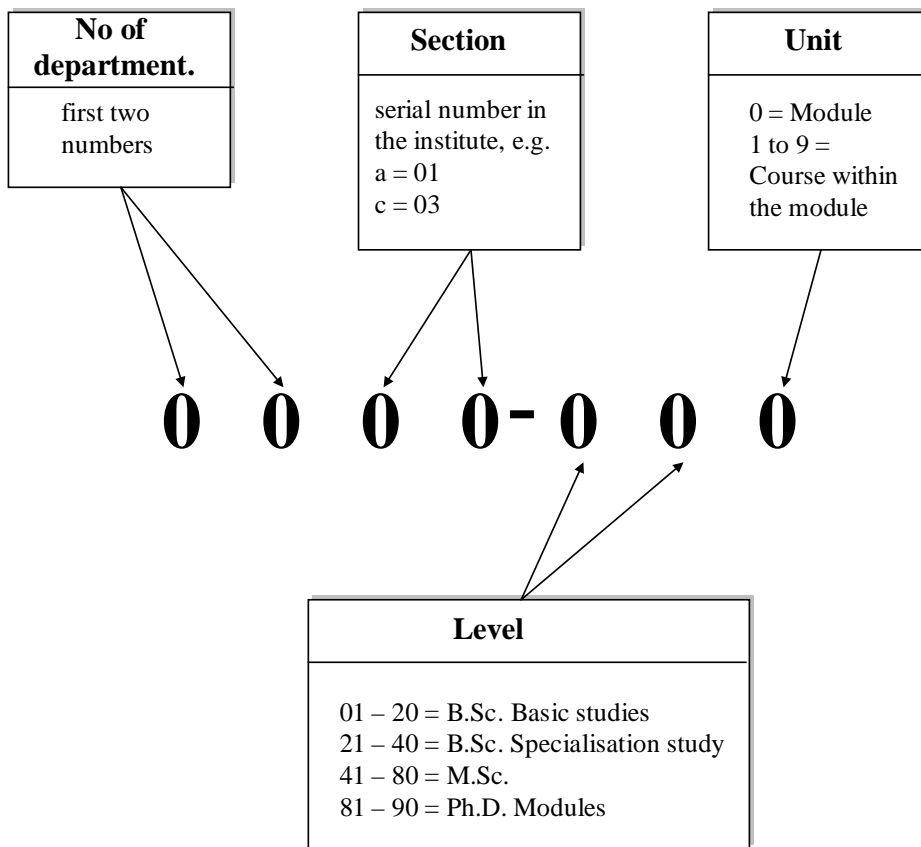 No of
department.
first two
numbers
Section
serial number in
the institute, e.g.
a = 01
c = 03
Unit
0 = Module
1 to 9 =
Course within
the module
0 0 0 0 - 0 0 0
Level
01 – 20 = B.Sc. Basic studies
21 – 40 = B.Sc. Specialisation study
41 – 80 = M.Sc.
81 – 90 = Ph.D. Modules